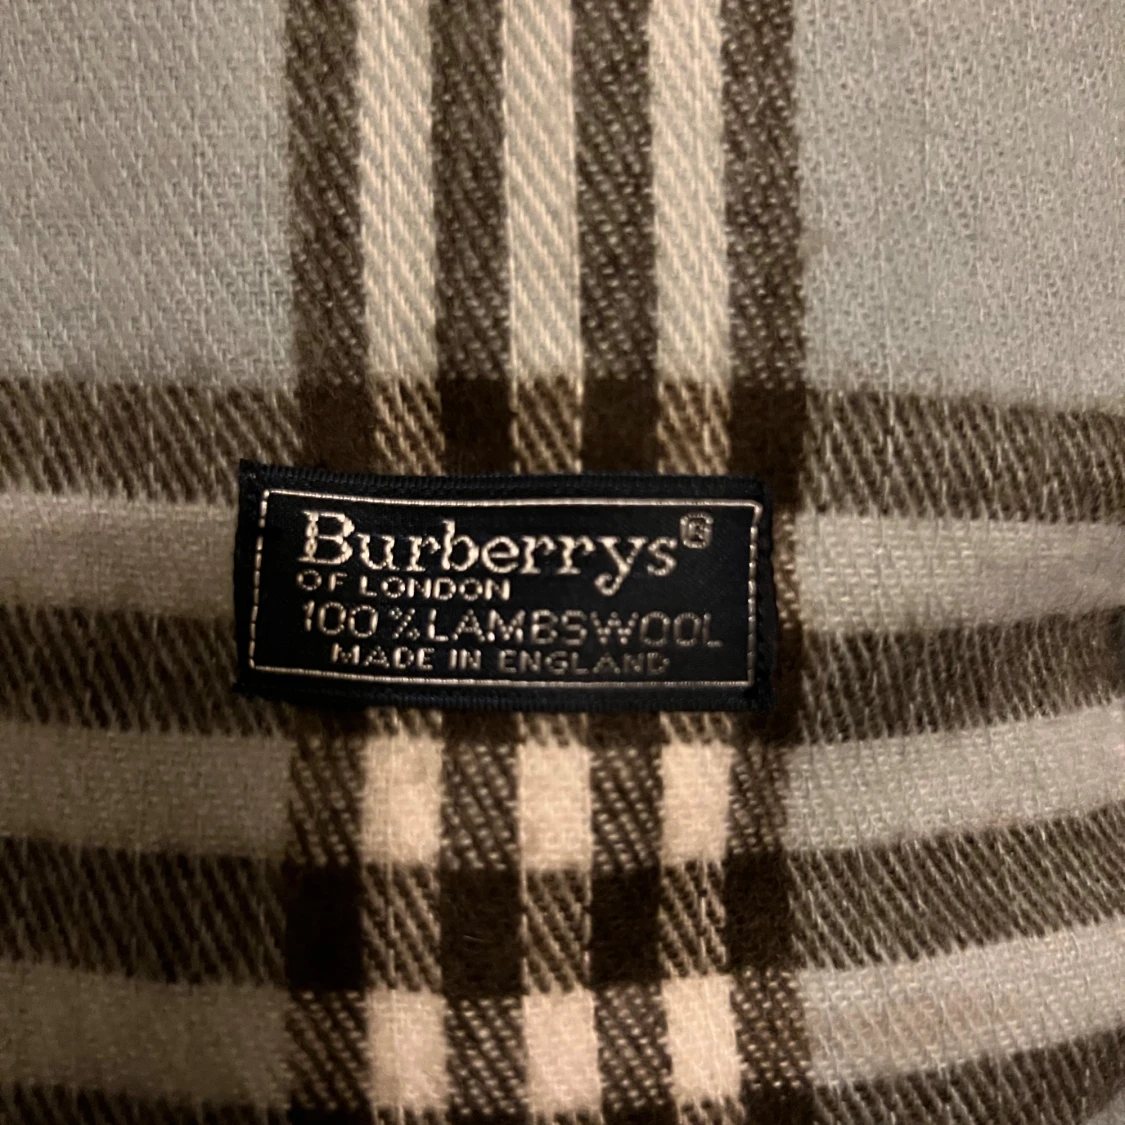 Burberrys®
OF LONDON
100% LAMBSWOOL
MADE IN ENGLAND